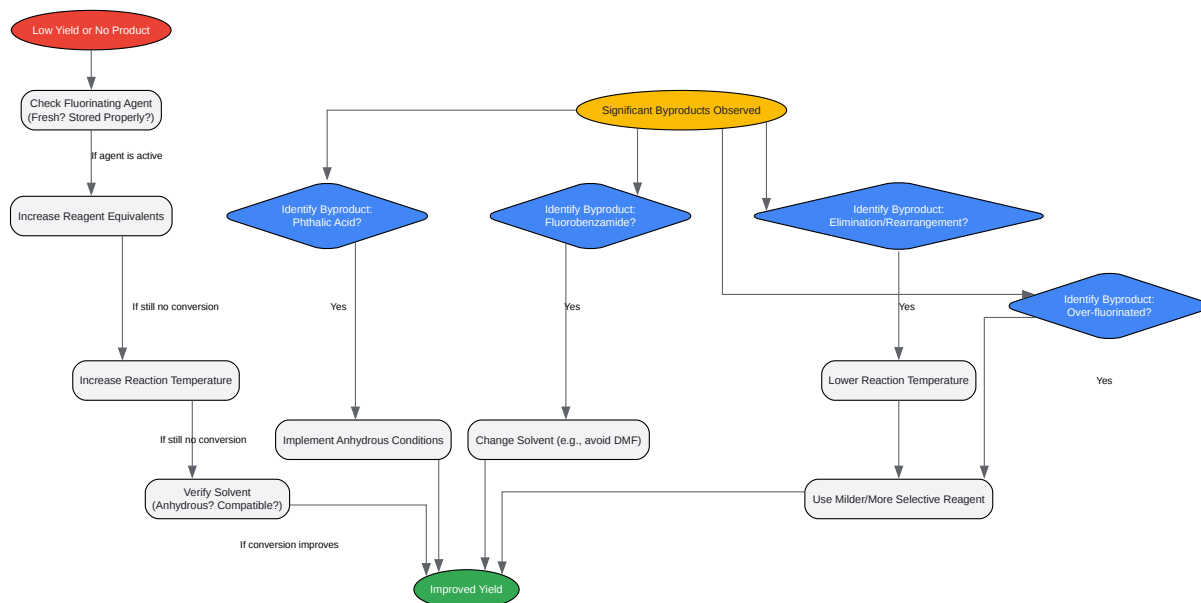 Low Yield or No Product
Check Fluorinating Agent
(Fresh? Stored Properly?)
Significant Byproducts Observed
If agent is active
Increase Reagent Equivalents
Identify Byproduct:
Phthalic Acid?
Identify Byproduct:
Fluorobenzamide?
Identify Byproduct:
Elimination/Rearrangement?
If still no conversion
Yes
Yes
Yes
Identify Byproduct:
Over-fluorinated?
Increase Reaction Temperature
Lower Reaction Temperature
Yes
If still no conversion
Implement Anhydrous Conditions
Change Solvent (e.g., avoid DMF)
Verify Solvent
(Anhydrous? Compatible?)
Use Milder/More Selective Reagent
If conversion improves
Improved Yield